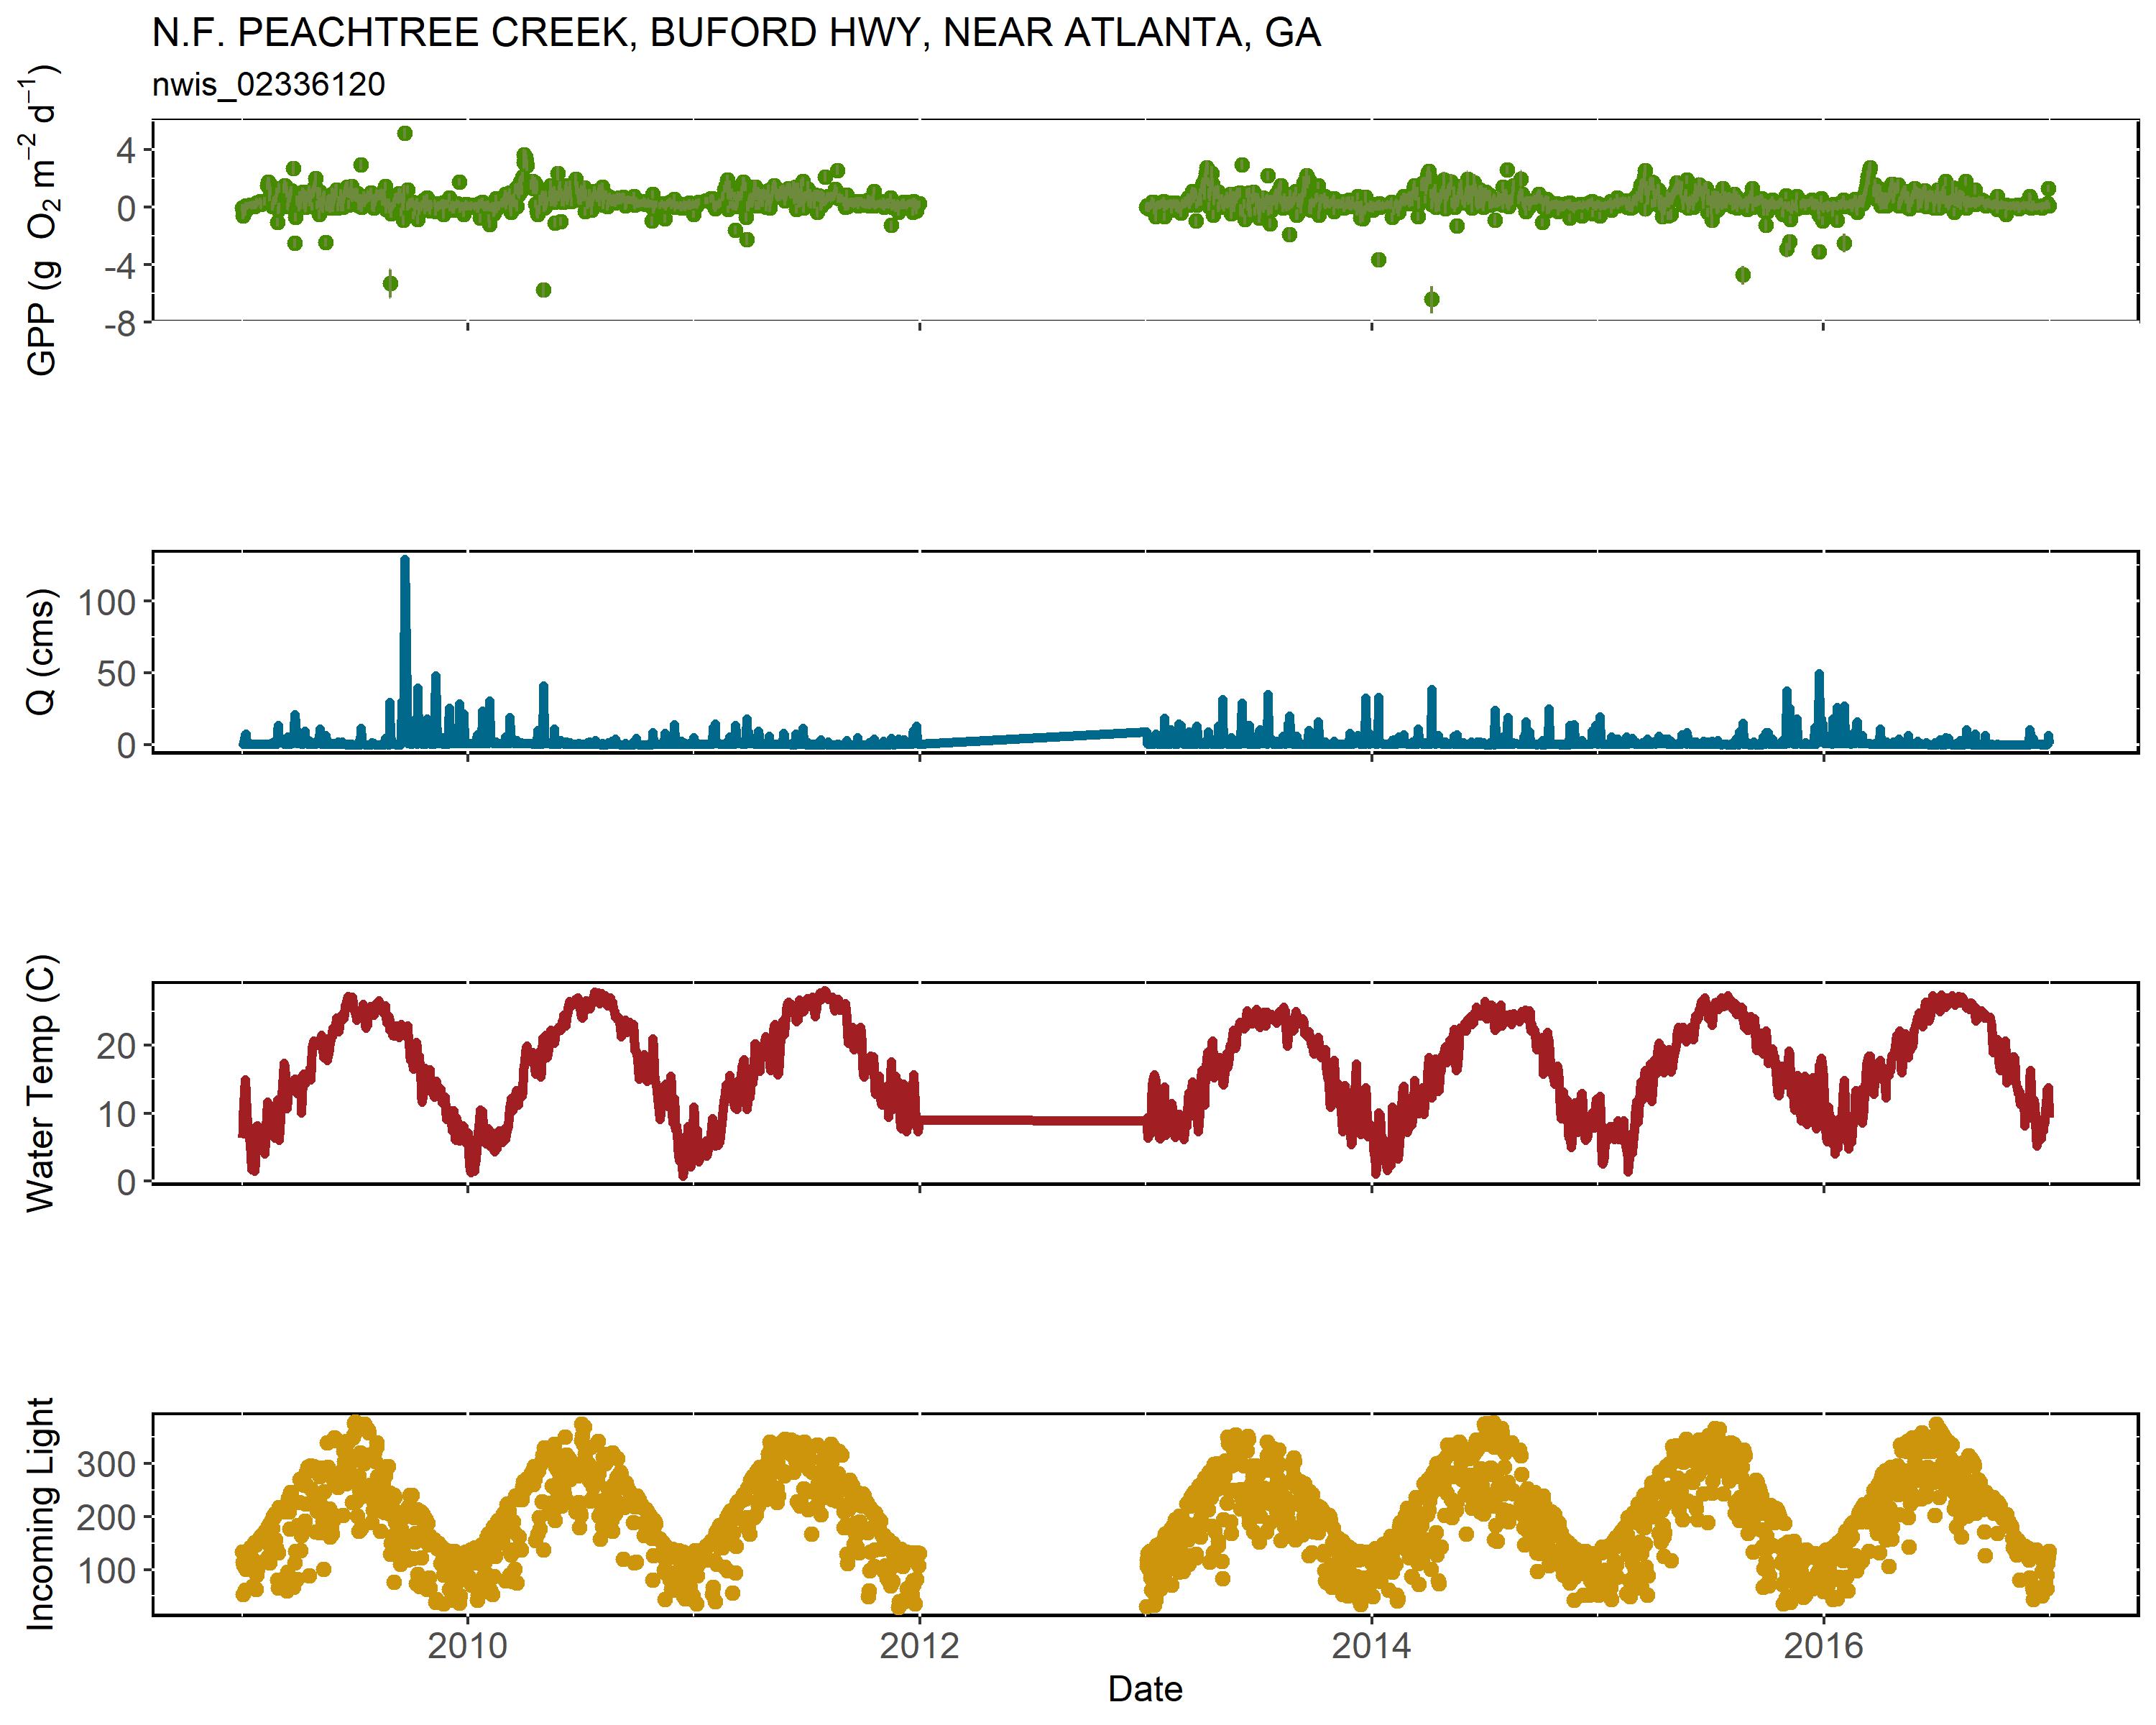 N.F. PEACHTREE CREEK, BUFORD HWY, NEAR ATLANTA, GA
nwis_02336120
GPP (g O₂ m⁻² d⁻¹)
4
0
-4
-8
Q (cms)
100
50
0
Water Temp (C)
20
10
0
Incoming Light
300
200
100
2010 2012 2014 2016
Date